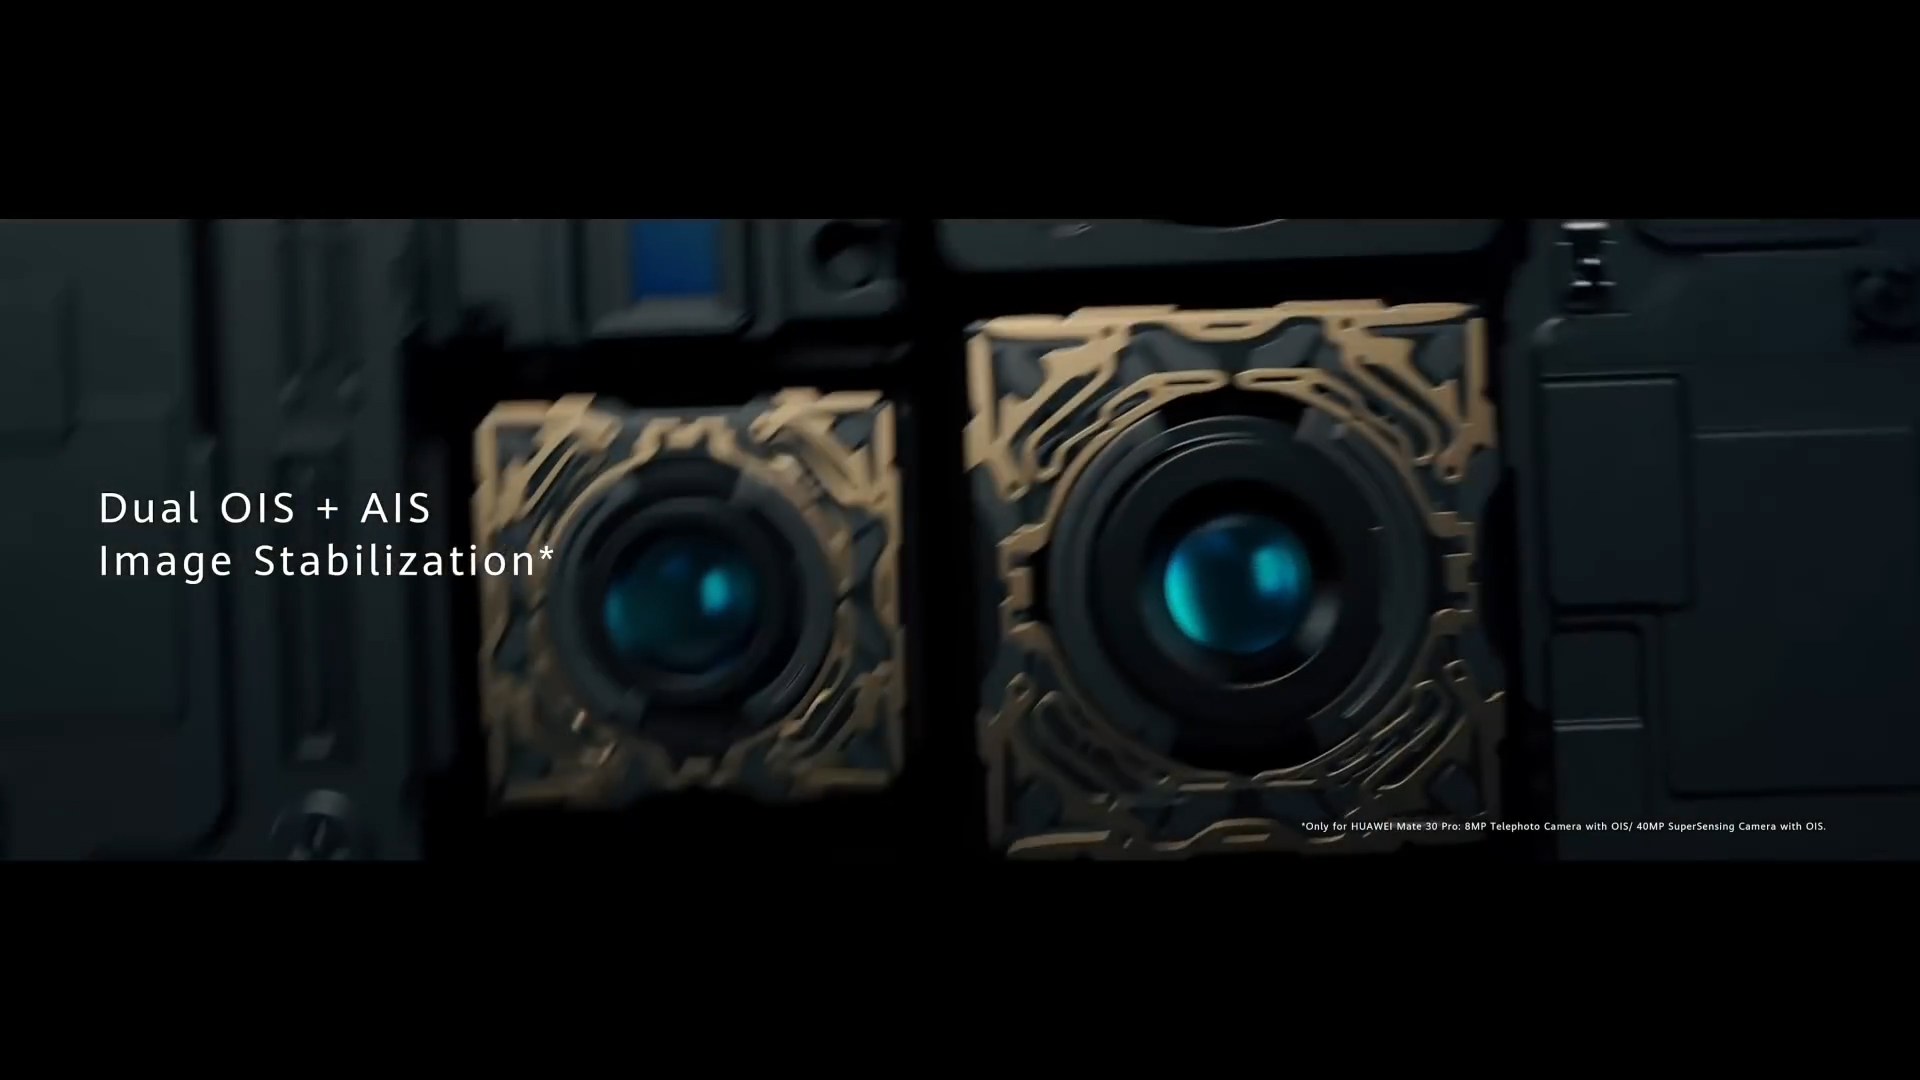 Dual OIS + AIS
Image Stabilization*
*Only for HUAWEI Mate 30 Pro: 8MP Telephoto Camera with OIS/ 40MP SuperSensing Camera with OIS.